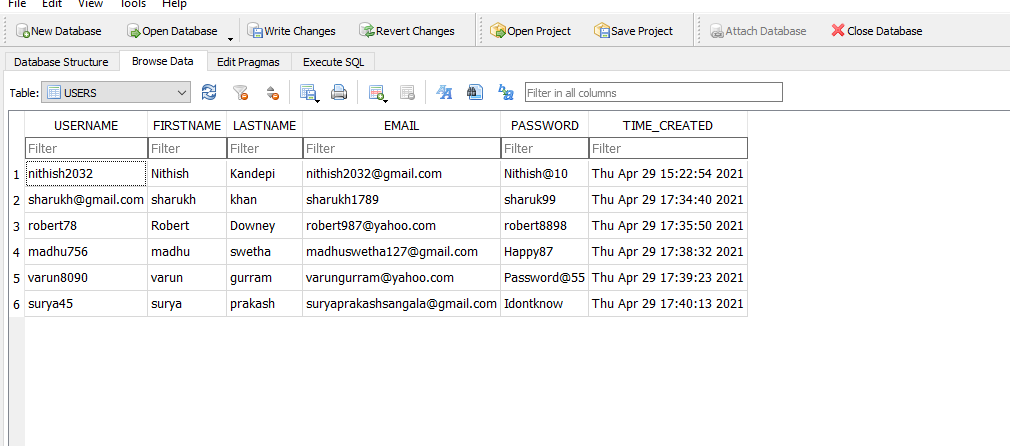 File Edit View Tools Help
New Database Open Database Write Changes Revert Changes Open Project Save Project Attach Database Close Database
Database Structure Browse Data Edit Pragmas Execute SQL
Table: USERS Filter in all columns
USERNAME FIRSTNAME LASTNAME EMAIL PASSWORD TIME_CREATED
Filter Filter Filter Filter Filter Filter
1 nithish2032 Nithish Kandepi nithish2032@gmail.com Nithish@10 Thu Apr 29 15:22:54 2021
2 sharukh@gmail.com sharukh khan sharukh1789 sharuk99 Thu Apr 29 17:34:40 2021
3 robert78 Robert Downey robert987@yahoo.com robert8898 Thu Apr 29 17:35:50 2021
4 madhu756 madhu swetha madhuswetha127@gmail.com Happy87 Thu Apr 29 17:38:32 2021
5 varun8090 varun gurram varungurram@yahoo.com Password@55 Thu Apr 29 17:39:23 2021
6 surya45 surya prakash suryaprakashsangala@gmail.com Idontknow Thu Apr 29 17:40:13 2021